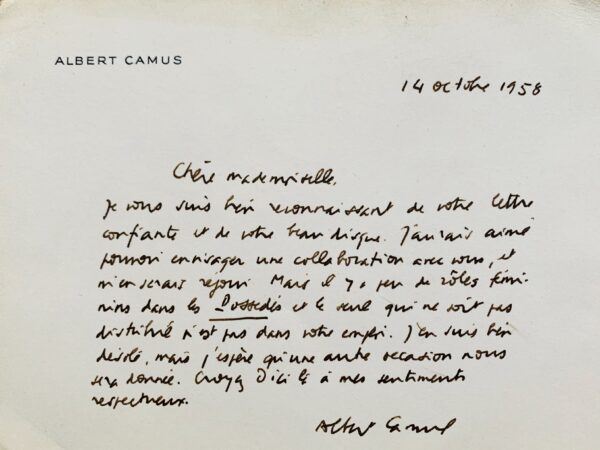 ALBERT CAMUS
14 octobre 1958
Chère mademoiselle,
Je vous suis bien reconnaissant de votre lettre
confiante et de votre beau disque. J'aurais aimé
pouvoir envisager une collaboration avec vous, et
m'en serais réjoui. Mais il y a peu de rôles fémi-
nins dans les Possédés et le seul qui ne soit pas
distribué n'est pas dans votre emploi. J'en suis bien
désolé, mais j'espère qu'une autre occasion nous
sera donnée. Croyez d'ici là à mes sentiments
respectueux.
Albert Camus